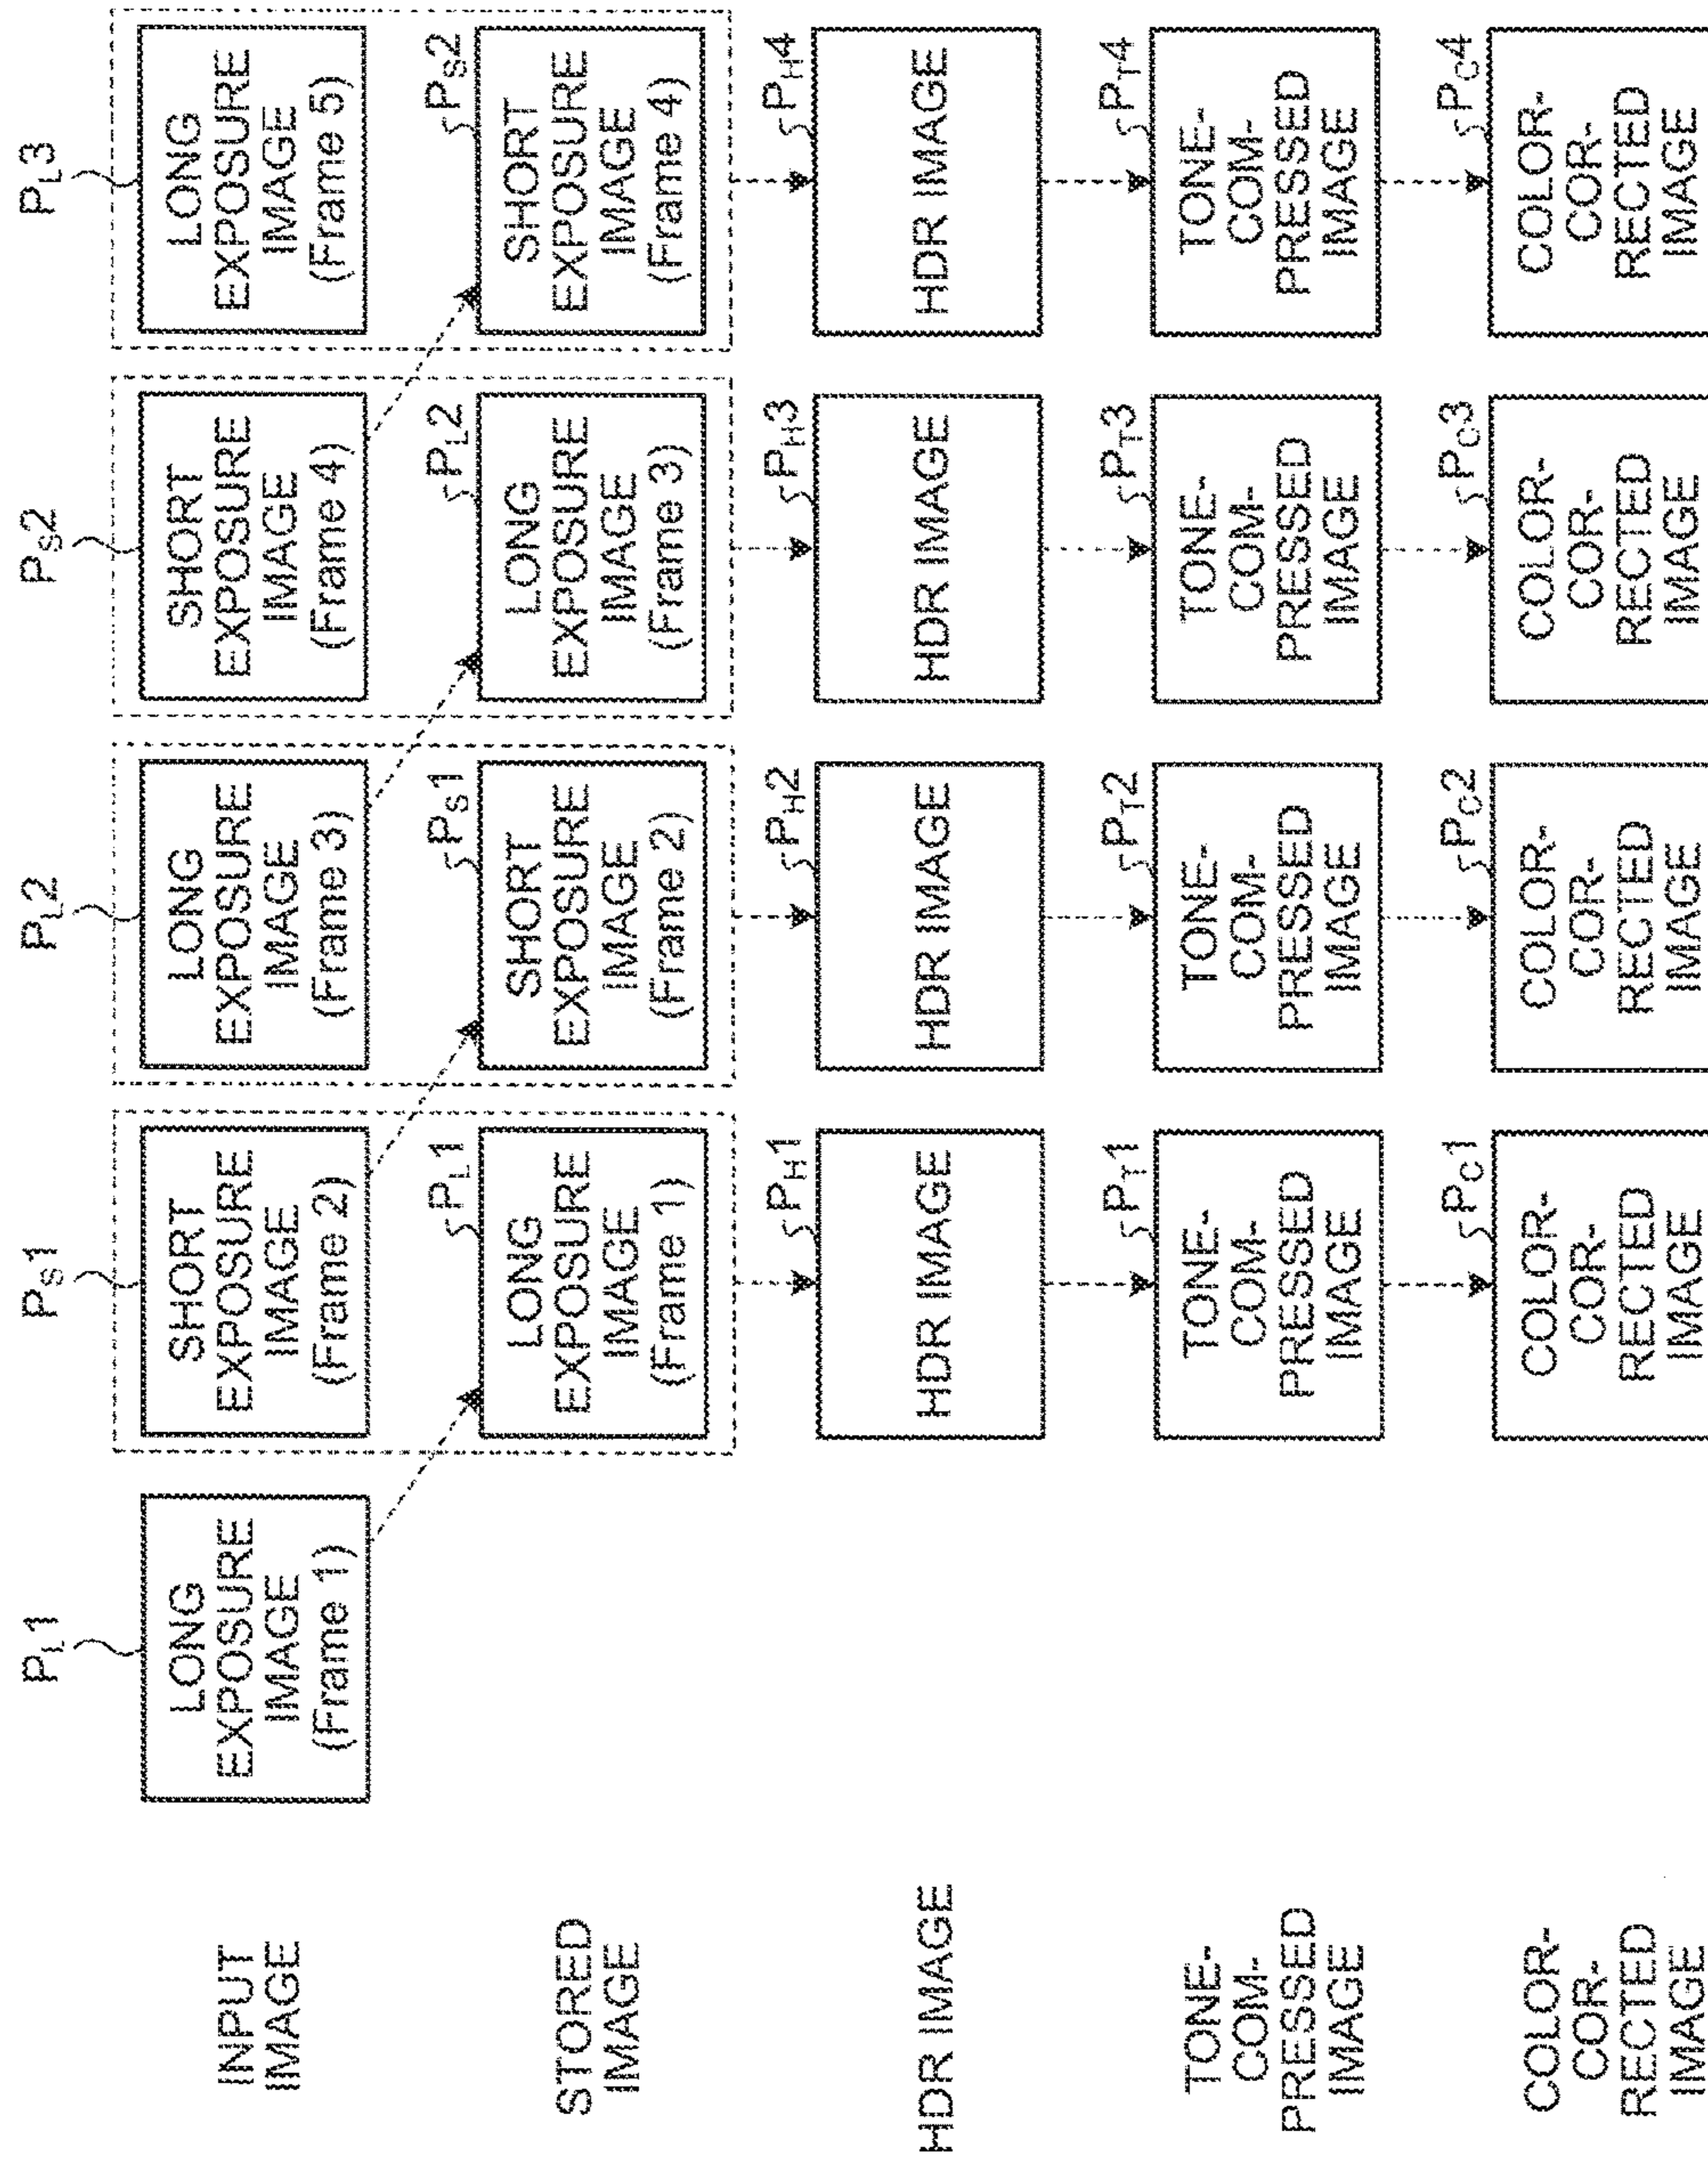 PL1
PS1
PL2
PS2
PL3
INPUT
IMAGE
LONG
EXPOSURE
IMAGE
(Frame 1)
SHORT
EXPOSURE
IMAGE
(Frame 2)
LONG
EXPOSURE
IMAGE
(Frame 3)
SHORT
EXPOSURE
IMAGE
(Frame 4)
LONG
EXPOSURE
IMAGE
(Frame 5)
STORED
IMAGE
PL1
LONG
EXPOSURE
IMAGE
(Frame 1)
PS1
SHORT
EXPOSURE
IMAGE
(Frame 2)
PL2
LONG
EXPOSURE
IMAGE
(Frame 3)
PS2
SHORT
EXPOSURE
IMAGE
(Frame 4)
HDR IMAGE
PH1
HDR IMAGE
PH2
HDR IMAGE
PH3
HDR IMAGE
PH4
HDR IMAGE
TONE-
COM-
PRESSED
IMAGE
PT1
TONE-
COM-
PRESSED
IMAGE
PT2
TONE-
COM-
PRESSED
IMAGE
PT3
TONE-
COM-
PRESSED
IMAGE
PT4
TONE-
COM-
PRESSED
IMAGE
COLOR-
COR-
RECTED
IMAGE
PC1
COLOR-
COR-
RECTED
IMAGE
PC2
COLOR-
COR-
RECTED
IMAGE
PC3
COLOR-
COR-
RECTED
IMAGE
PC4
COLOR-
COR-
RECTED
IMAGE